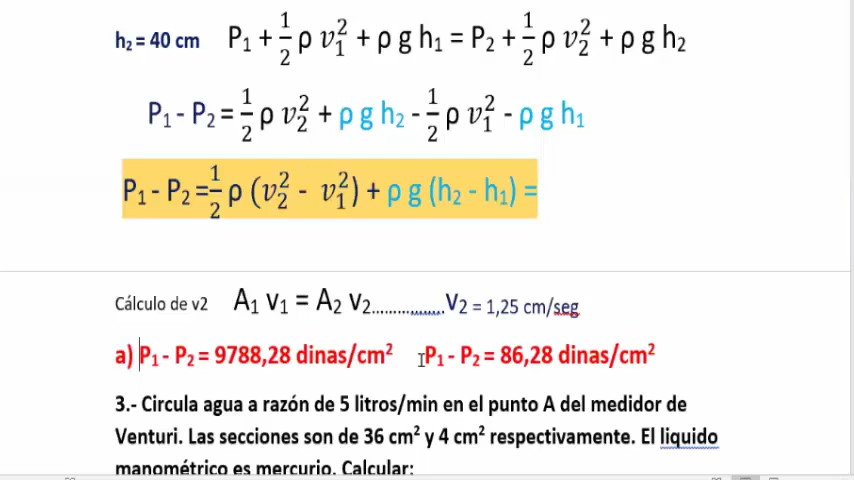 h₂ = 40 cm P₁ + 1/2 ρ v₁² + ρ g h₁ = P₂ + 1/2 ρ v₂² + ρ g h₂
P₁ - P₂ = 1/2 ρ v₂² + ρ g h₂ - 1/2 ρ v₁² - ρ g h₁
P₁ - P₂ = 1/2 ρ (v₂² - v₁²) + ρ g (h₂ - h₁) =
Cálculo de v2 A₁ v₁ = A₂ v₂.................V₂ = 1,25 cm/seg
a) P₁ - P₂ = 9788,28 dinas/cm² P₁ - P₂ = 86,28 dinas/cm²
3.- Circula agua a razón de 5 litros/min en el punto A del medidor de
Venturi. Las secciones son de 36 cm² y 4 cm² respectivamente. El liquido
manométrico es mercurio. Calcular: